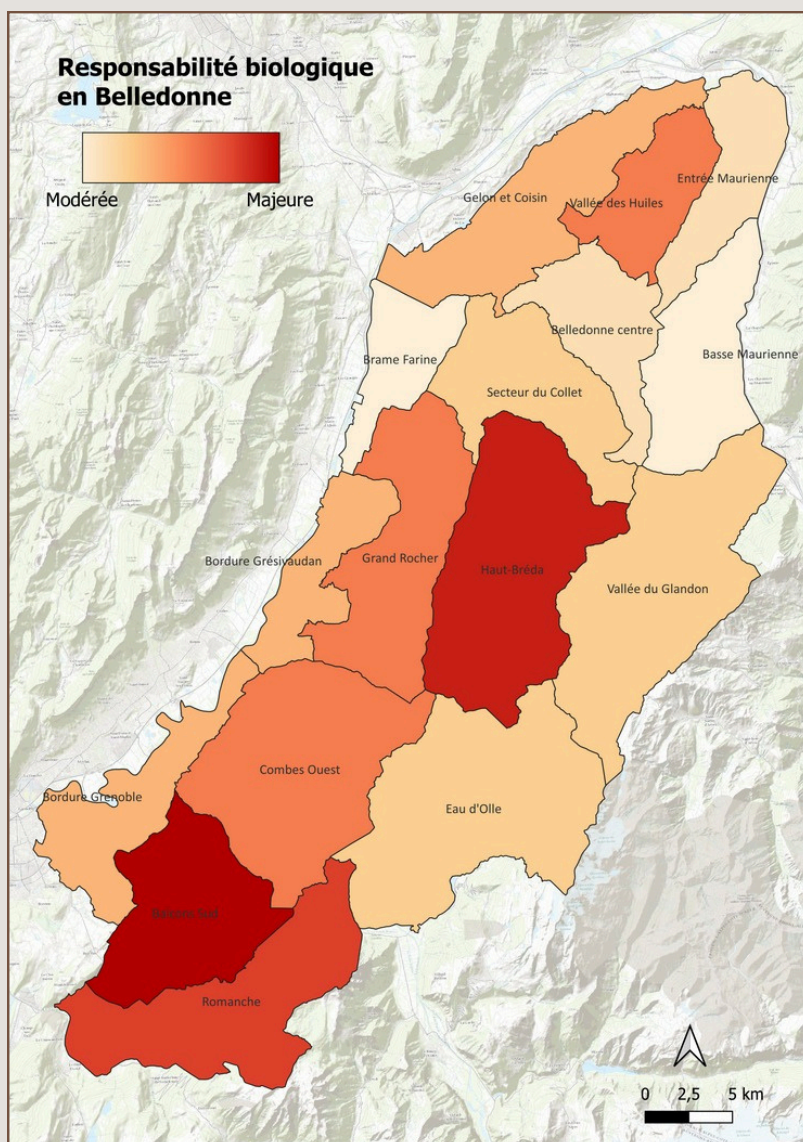 Responsabilité biologique
en Belledonne
Modérée
Majeure
Gelon et Coisin
Vallée des Huiles
Entrée Maurienne
Belledonne centre
Brame Farine
Basse Maurienne
Secteur du Collet
Bordure Grésivaudan
Grand Rocher
Haut-Bréda
Vallée du Glandon
Combes Ouest
Bordure Grenoble
Eau d'Olle
Balcons Sud
Romanche
0 2,5 5 km